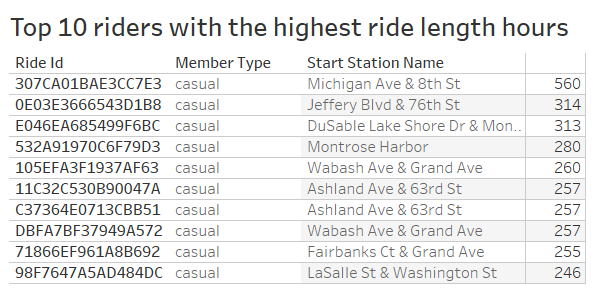 Top 10 riders with the highest ride length hours
Ride Id Member Type Start Station Name
307CA01BAE3CC7E3 casual Michigan Ave & 8th St 560
0E03E3666543D1B8 casual Jeffery Blvd & 76th St 314
E046EA685499F6BC casual DuSable Lake Shore Dr & Mon.. 313
532A91970C6F79D3 casual Montrose Harbor 280
105EFA3F1937AF63 casual Wabash Ave & Grand Ave 260
11C32C530B90047A casual Ashland Ave & 63rd St 257
C37364E0713CBB51 casual Ashland Ave & 63rd St 257
DBFA7BF37949A572 casual Wabash Ave & Grand Ave 257
71866EF961A8B692 casual Fairbanks Ct & Grand Ave 255
98F7647A5AD484DC casual LaSalle St & Washington St 246